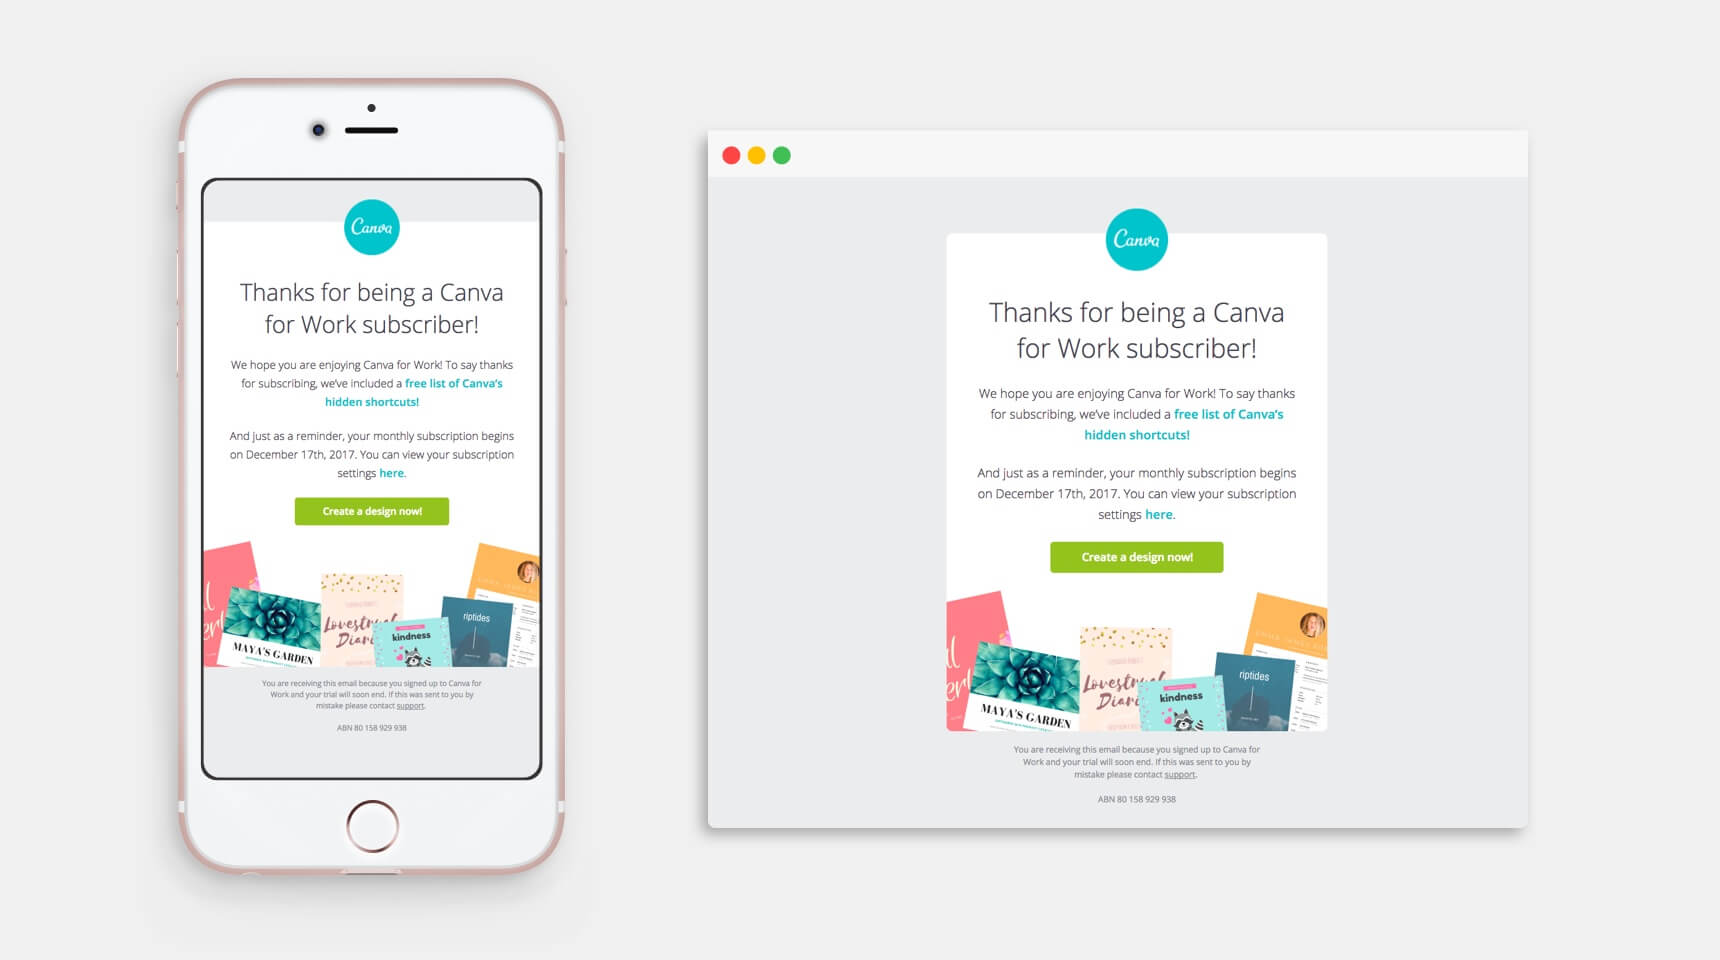 Canva
Thanks for being a Canva
for Work subscriber!
We hope you are enjoying Canva for Work! To say thanks
for subscribing, we've included a free list of Canva's
hidden shortcuts!
And just as a reminder, your monthly subscription begins
on December 17th, 2017. You can view your subscription
settings here.
Create a design now!
MAYA'S GARDEN
Lovestruck
kindness
riptides
You are receiving this email because you signed up to Canva for
Work and your trial will soon end. If this was sent to you by
mistake please contact support.
ABN 80 158 929 938
Canva
Thanks for being a Canva
for Work subscriber!
We hope you are enjoying Canva for Work! To say thanks
for subscribing, we've included a free list of Canva's
hidden shortcuts!
And just as a reminder, your monthly subscription begins
on December 17th, 2017. You can view your subscription
settings here.
Create a design now!
MAYA'S GARDEN
Lovestruck
kindness
riptides
You are receiving this email because you signed up to Canva for
Work and your trial will soon end. If this was sent to you by
mistake please contact support.
ABN 80 158 929 938